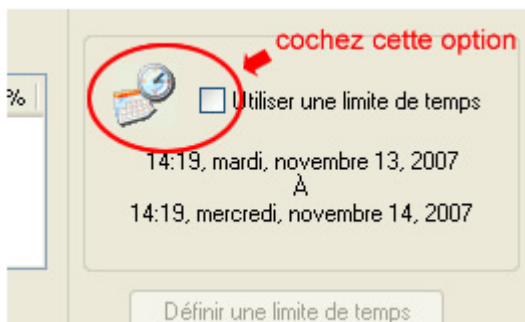 cochez cette option
%
Utiliser une limite de temps
14:19, mardi, novembre 13, 2007
À
14:19, mercredi, novembre 14, 2007
Définir une limite de temps